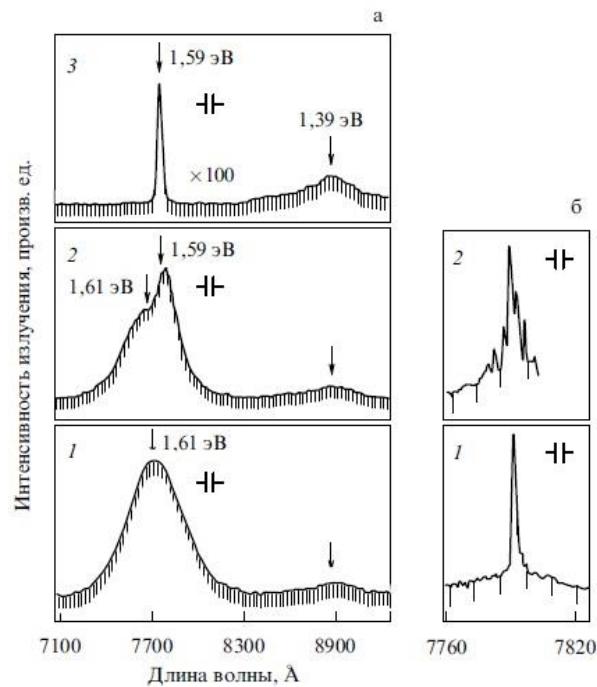 а
3
1,59 эВ
1,39 эВ
×100
2
1,59 эВ
1,61 эВ
1
1,61 эВ
7100 7700 8300 8900
Длина волны, Å
Интенсивность излучения, произв. ед.
б
2
1
7760 7820